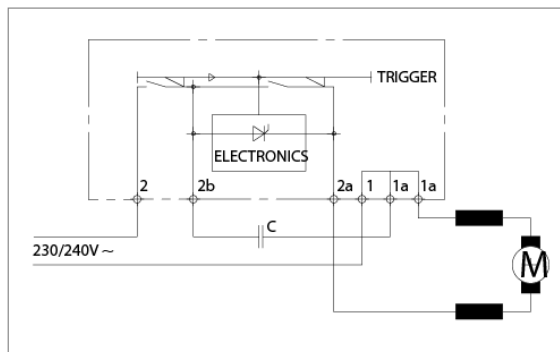 TRIGGER
ELECTRONICS
2 2b 2a 1 1a 1a
C
230/240V ~
M